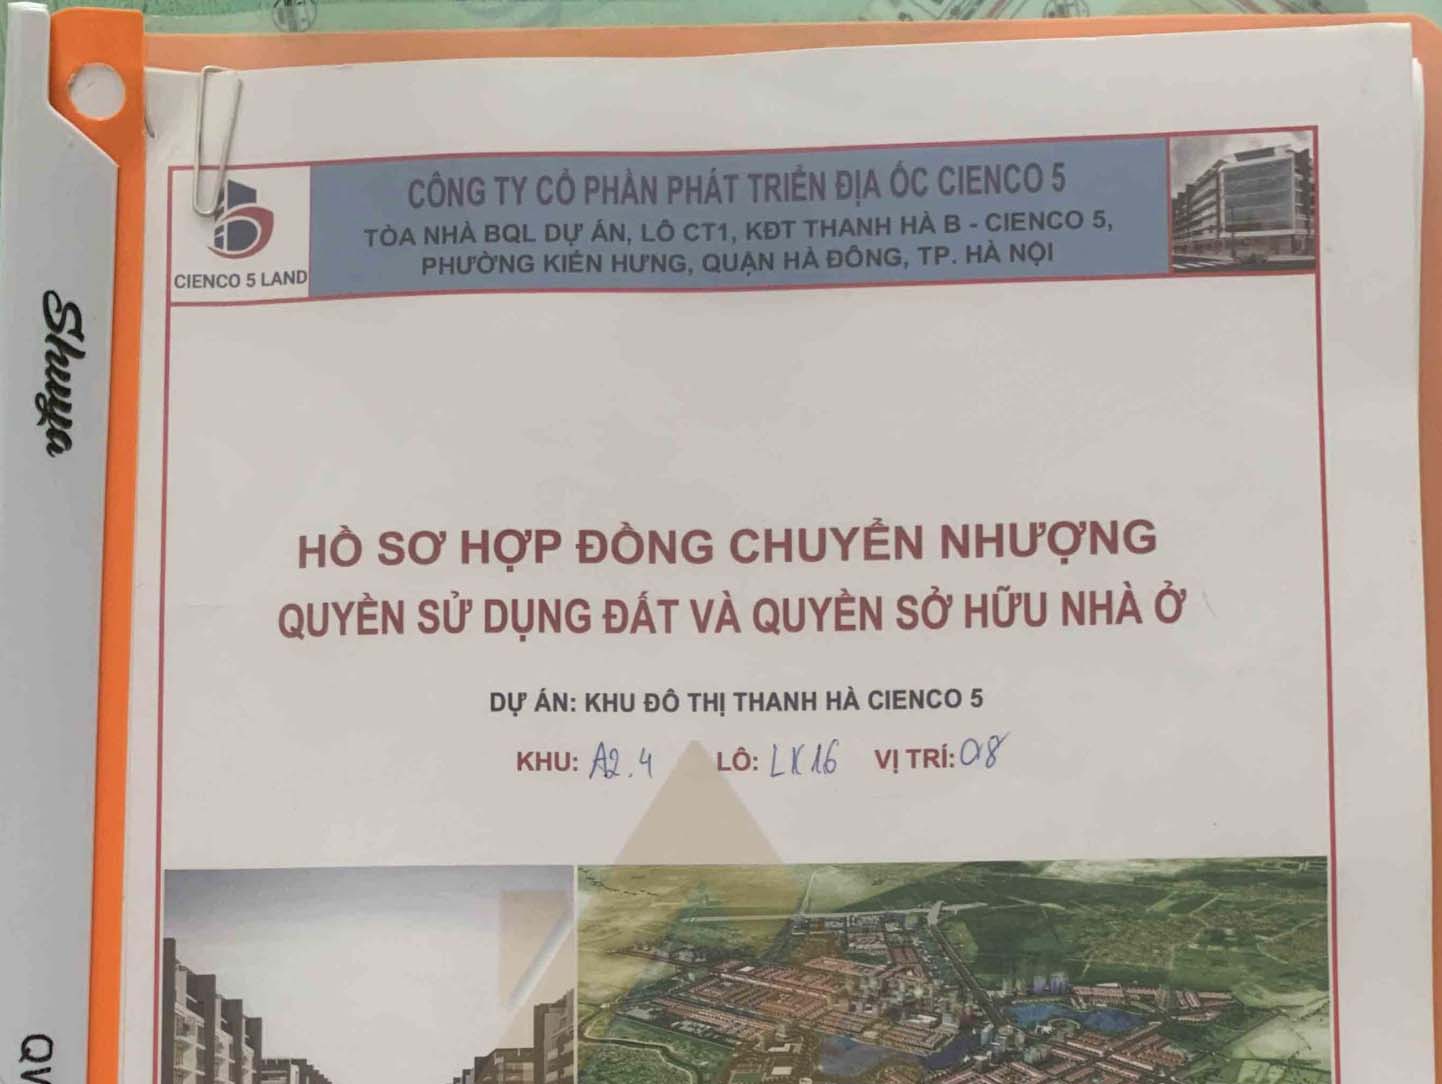 CÔNG TY CỔ PHẦN PHÁT TRIỂN ĐỊA ỐC CIENCO 5
TÒA NHÀ BQL DỰ ÁN, LÔ CT1, KĐT THANH HÀ B - CIENCO 5,
PHƯỜNG KIẾN HƯNG, QUẬN HÀ ĐÔNG, TP. HÀ NỘI
CIENCO 5 LAND
Shuya
HỒ SƠ HỢP ĐỒNG CHUYỂN NHƯỢNG
QUYỀN SỬ DỤNG ĐẤT VÀ QUYỀN SỞ HỮU NHÀ Ở
DỰ ÁN: KHU ĐÔ THỊ THANH HÀ CIENCO 5
KHU: A2.4 LÔ: LK16 VỊ TRÍ: 08